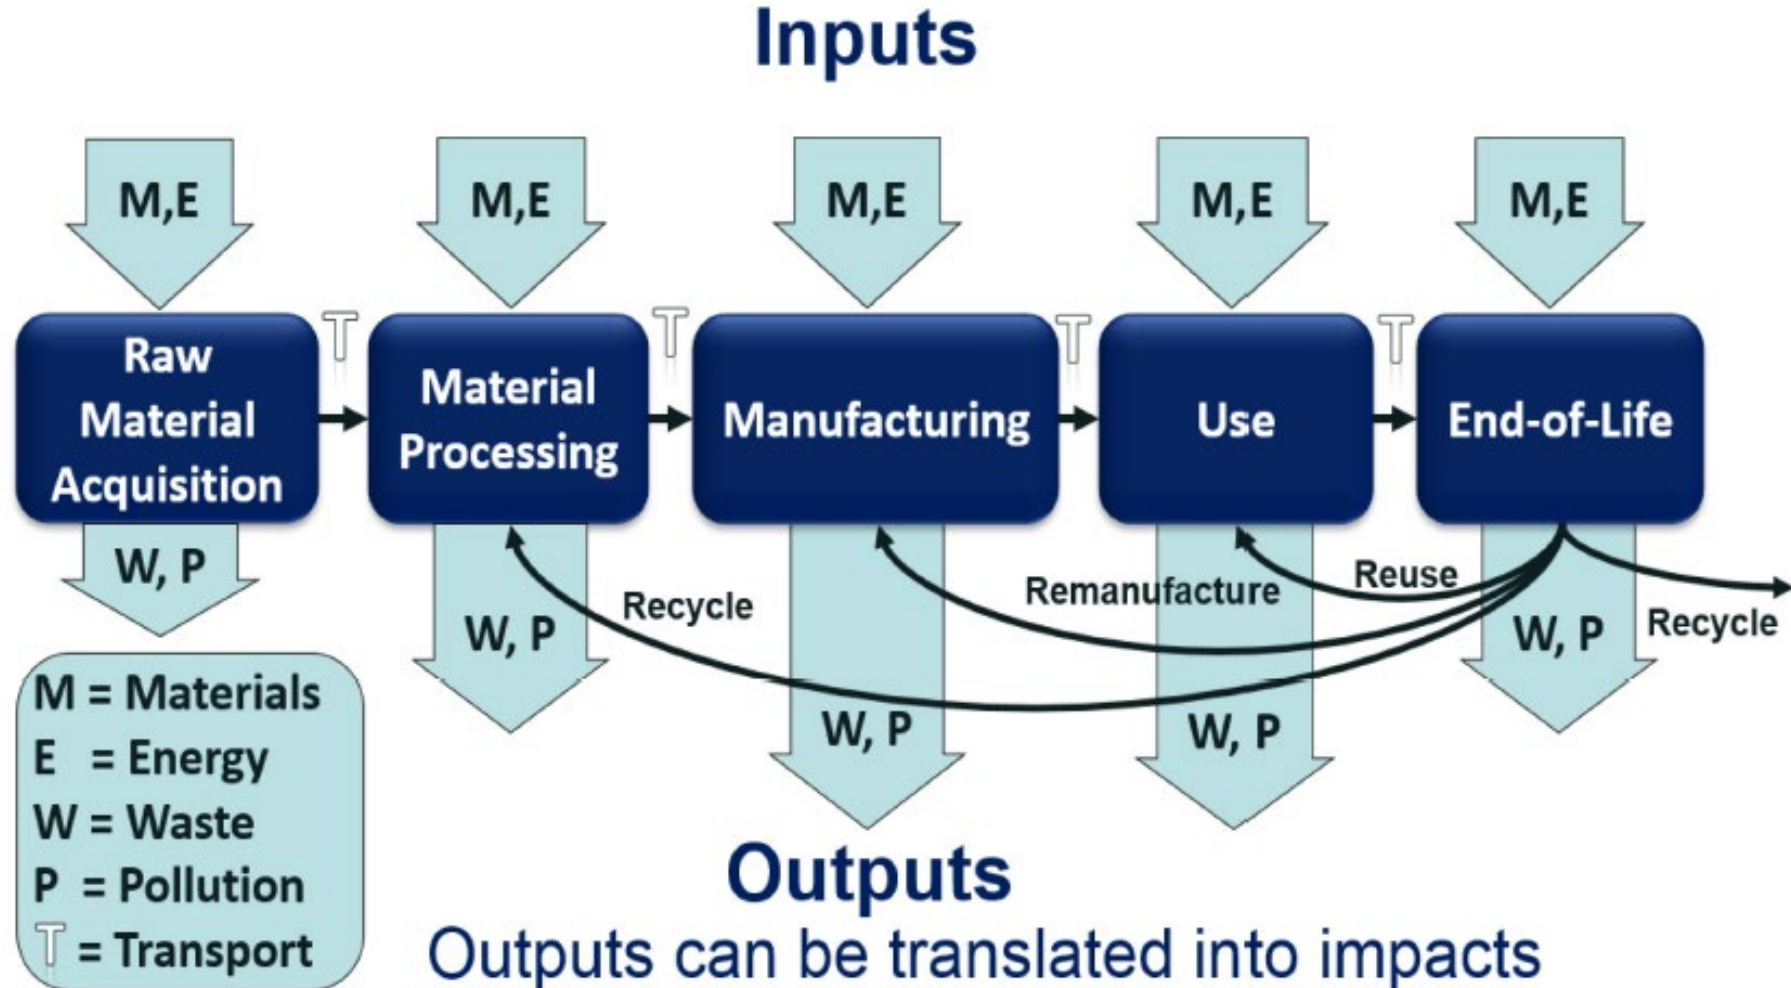 Inputs
M,E
M,E
M,E
M,E
M,E
T
T
T
T
Raw
Material
Acquisition
Material
Processing
Manufacturing
Use
End-of-Life
W, P
W, P
W, P
W, P
W, P
Recycle
Remanufacture
Reuse
Recycle
M = Materials
E = Energy
W = Waste
P = Pollution
T = Transport
Outputs
Outputs can be translated into impacts